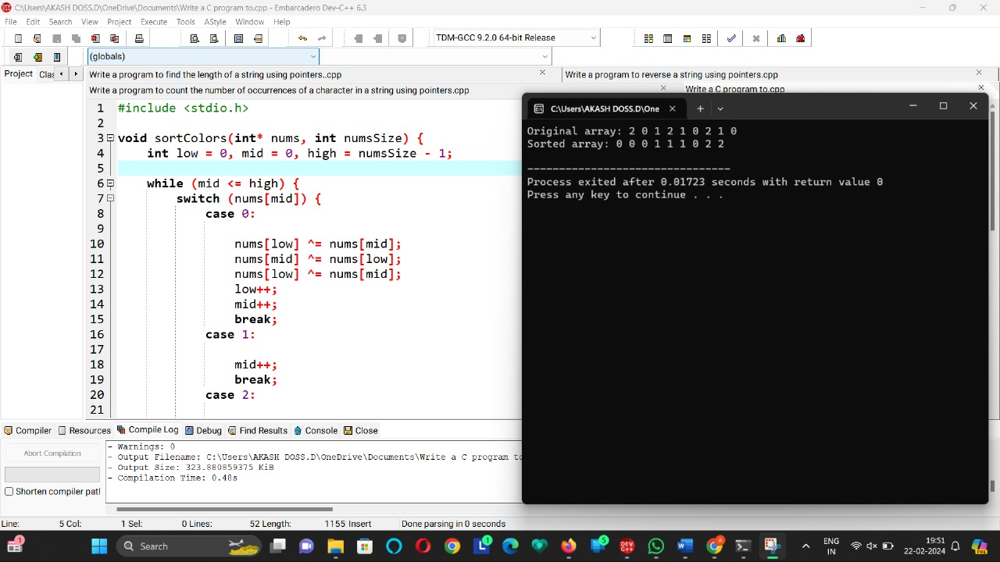 C:\Users\AKASH DOSS.D\OneDrive\Documents\Write a C program to.cpp - Embarcadero Dev-C++ 6.3
File Edit Search View Project Execute Tools AStyle Window Help
TDM-GCC 9.2.0 64-bit Release
(globals)
Project Clas
Write a program to find the length of a string using pointers..cpp
Write a program to reverse a string using pointers.cpp
Write a program to count the number of occurrences of a character in a string using pointers.cpp
Write a C program to.cpp
1 #include <stdio.h>
2
3 void sortColors(int* nums, int numsSize) {
4 int low = 0, mid = 0, high = numsSize - 1;
5
6 while (mid <= high) {
7 switch (nums[mid]) {
8 case 0:
9
10 nums[low] ^= nums[mid];
11 nums[mid] ^= nums[low];
12 nums[low] ^= nums[mid];
13 low++;
14 mid++;
15 break;
16 case 1:
17
18 mid++;
19 break;
20 case 2:
21
C:\Users\AKASH DOSS.D\One
Original array: 2 0 1 2 1 0 2 1 0
Sorted array: 0 0 0 1 1 1 0 2 2
--------------------------------
Process exited after 0.01723 seconds with return value 0
Press any key to continue . . .
Compiler Resources Compile Log Debug Find Results Console Close
Abort Compilation
Shorten compiler patl
- Warnings: 0
- Output Filename: C:\Users\AKASH DOSS.D\OneDrive\Documents\Write a C program to
- Output Size: 323.880859375 KiB
- Compilation Time: 0.48s
Line: 5 Col: 1 Sel: 0 Lines: 52 Length: 1155 Insert Done parsing in 0 seconds
1
Search
1
5
DEV C++
A
ENG
IN
19:51
22-02-2024
PRE